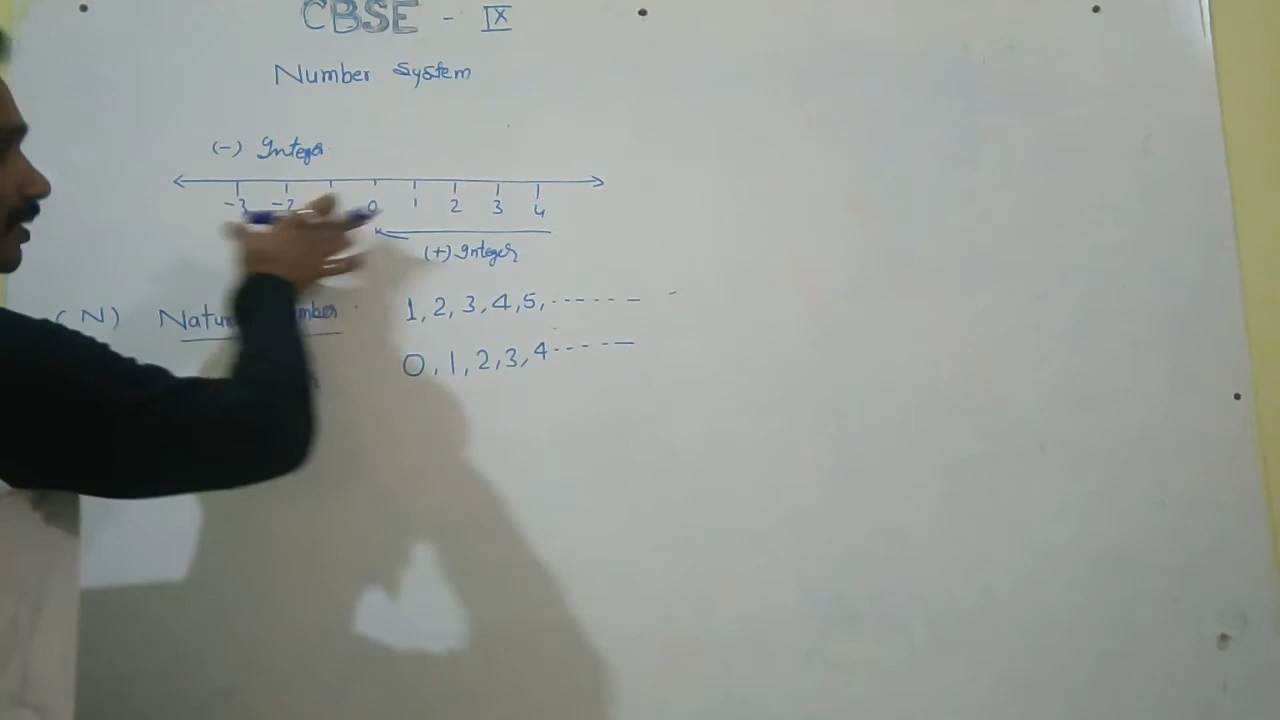 CBSE - IX
Number System
(-) Integer
-3 -2 0 1 2 3 4
(+) Integer
(N) 1, 2, 3, 4, 5, ------
0, 1, 2, 3, 4 ------